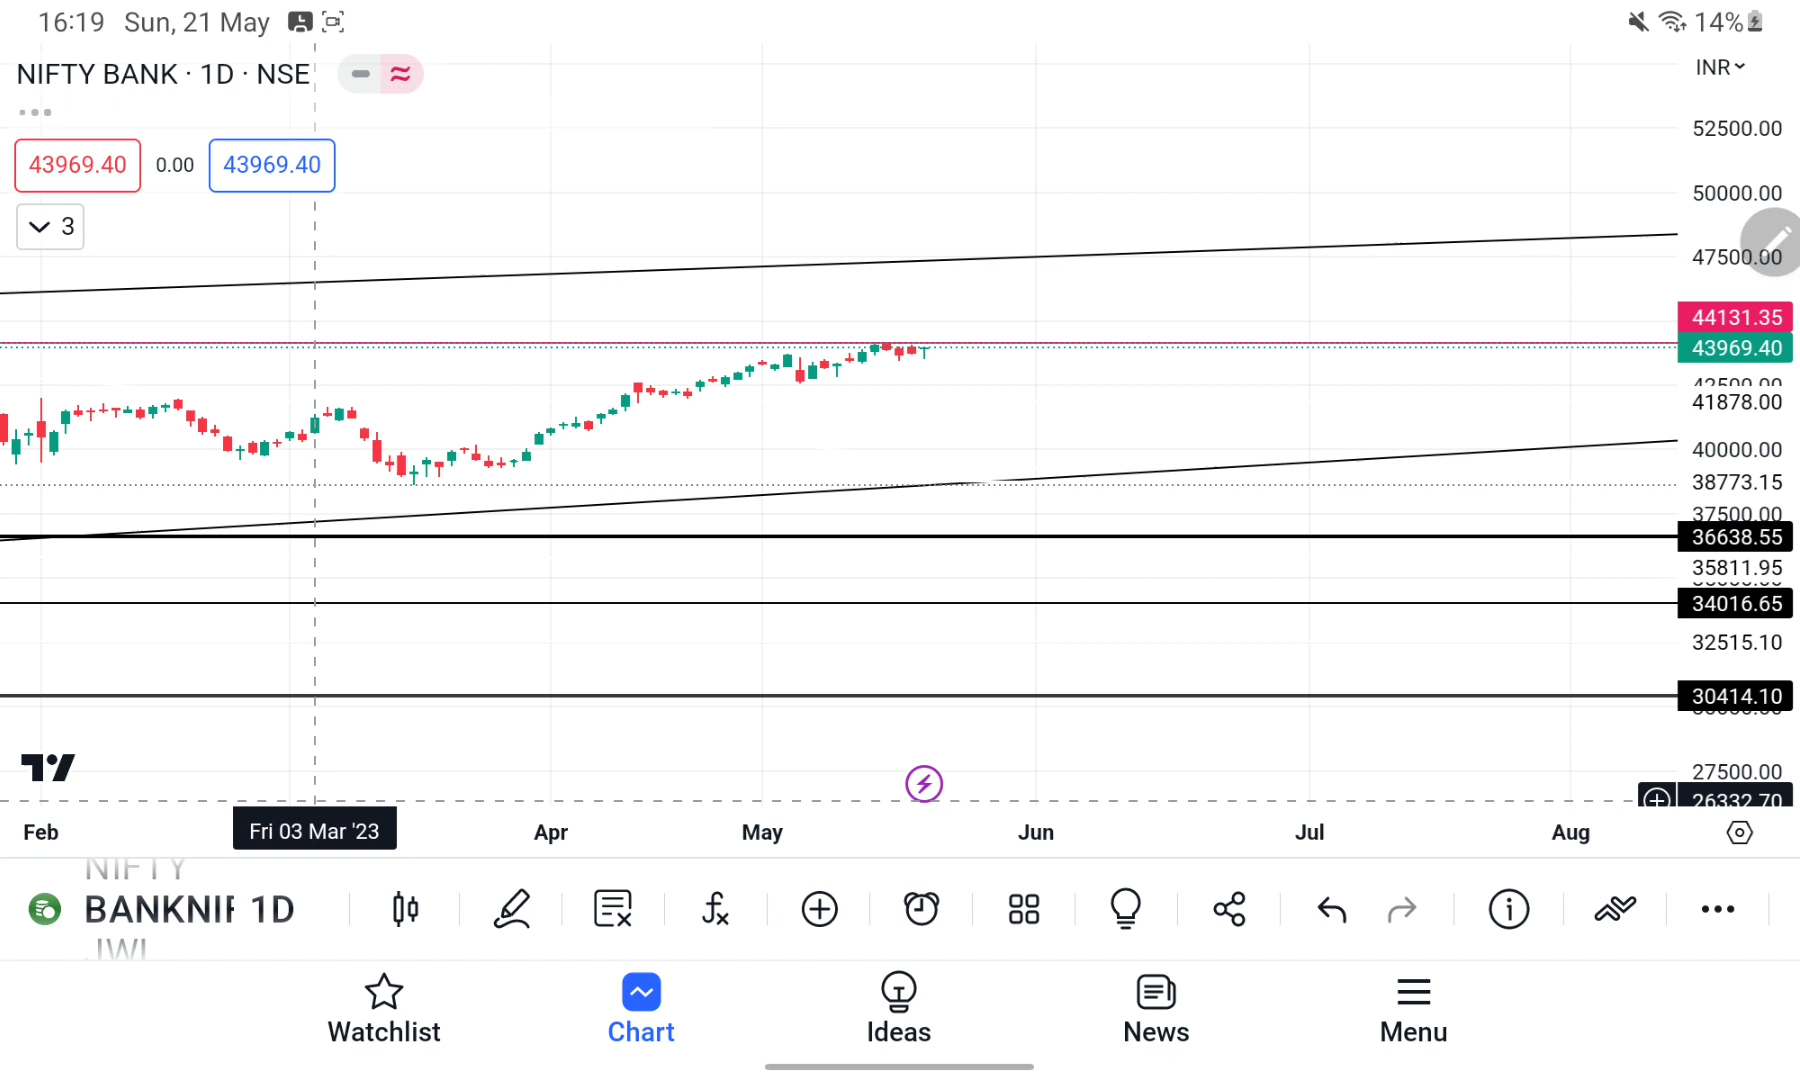 16:19 Sun, 21 May
14%
NIFTY BANK · 1D · NSE
INR
43969.40 0.00 43969.40
3
52500.00
50000.00
47500.00
44131.35
43969.40
42500.00
41878.00
40000.00
38773.15
37500.00
36638.55
35811.95
34016.65
32515.10
30414.10
27500.00
26332.70
Feb Fri 03 Mar '23 Apr May Jun Jul Aug
NIFTY
BANKNIF 1D
Watchlist Chart Ideas News Menu